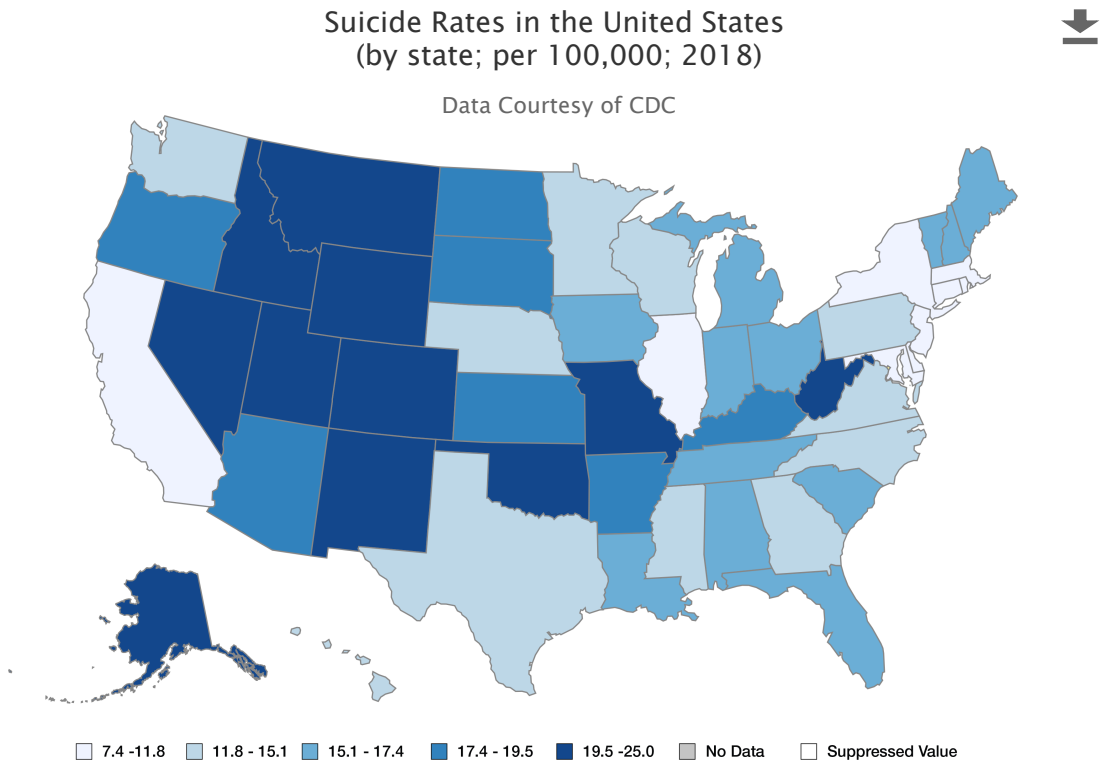 Suicide Rates in the United States
(by state; per 100,000; 2018)
Data Courtesy of CDC
7.4 -11.8 11.8 - 15.1 15.1 - 17.4 17.4 - 19.5 19.5 -25.0 No Data Suppressed Value